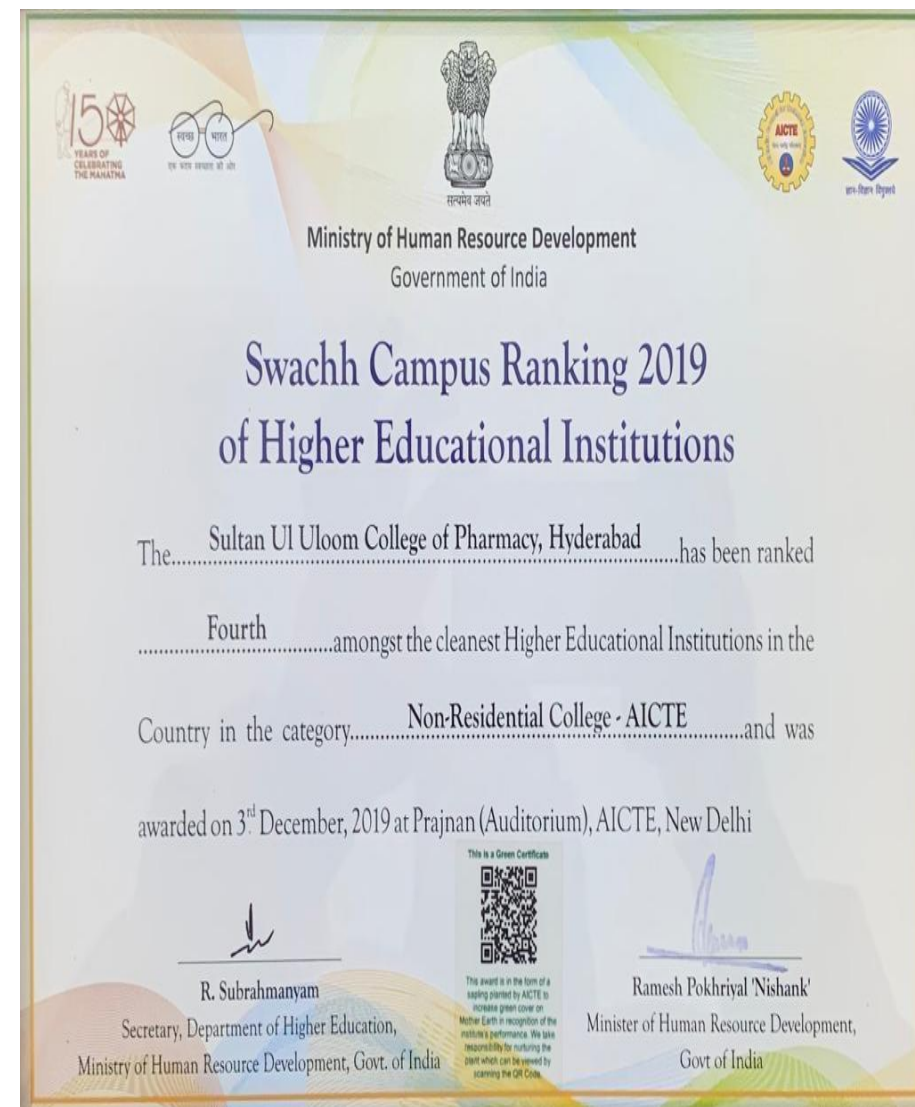 150
YEARS OF
CELEBRATING
THE MAHATMA
स्वच्छ भारत
एक कदम स्वच्छता की ओर
सत्यमेव जयते
AICTE
ज्ञान-विज्ञान विमुक्तये
Ministry of Human Resource Development
Government of India
Swachh Campus Ranking 2019
of Higher Educational Institutions
The..........Sultan Ul Uloom College of Pharmacy, Hyderabad..........has been ranked
..........Fourth..........amongst the cleanest Higher Educational Institutions in the
Country in the category..........Non-Residential College - AICTE..........and was
awarded on 3rd December, 2019 at Prajnan (Auditorium), AICTE, New Delhi
This is a Green Certificate
This award is in the form of a
sapling planted by AICTE to
increase green cover on
Mother Earth in recognition of the
institute's performance. We take
responsibility for nurturing the
plant which can be viewed by
scanning the QR Code.
R. Subrahmanyam
Secretary, Department of Higher Education,
Ministry of Human Resource Development, Govt. of India
Ramesh Pokhriyal 'Nishank'
Minister of Human Resource Development,
Govt of India